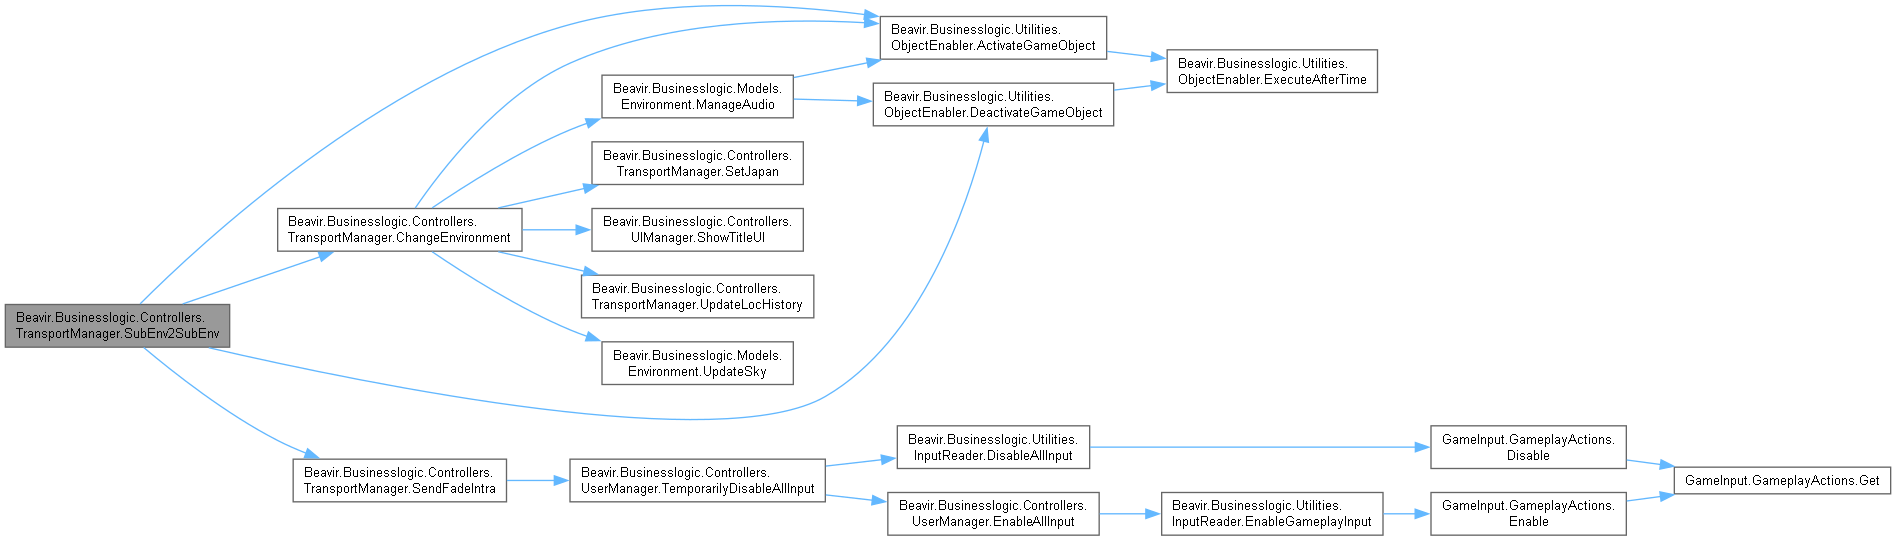 Beavir.Businesslogic.Controllers.
TransportManager.SubEnv2SubEnv
Beavir.Businesslogic.Controllers.
TransportManager.ChangeEnvironment
Beavir.Businesslogic.Controllers.
TransportManager.SendFadeIntra
Beavir.Businesslogic.Models.
Environment.ManageAudio
Beavir.Businesslogic.Controllers.
TransportManager.SetJapan
Beavir.Businesslogic.Controllers.
UIManager.ShowTitleUI
Beavir.Businesslogic.Controllers.
TransportManager.UpdateLocHistory
Beavir.Businesslogic.Models.
Environment.UpdateSky
Beavir.Businesslogic.Controllers.
UserManager.TemporarilyDisableAllInput
Beavir.Businesslogic.Utilities.
ObjectEnabler.ActivateGameObject
Beavir.Businesslogic.Utilities.
ObjectEnabler.DeactivateGameObject
Beavir.Businesslogic.Utilities.
ObjectEnabler.ExecuteAfterTime
Beavir.Businesslogic.Utilities.
InputReader.DisableAllInput
Beavir.Businesslogic.Controllers.
UserManager.EnableAllInput
Beavir.Businesslogic.Utilities.
InputReader.EnableGameplayInput
GameInput.GameplayActions.
Disable
GameInput.GameplayActions.
Enable
GameInput.GameplayActions.Get